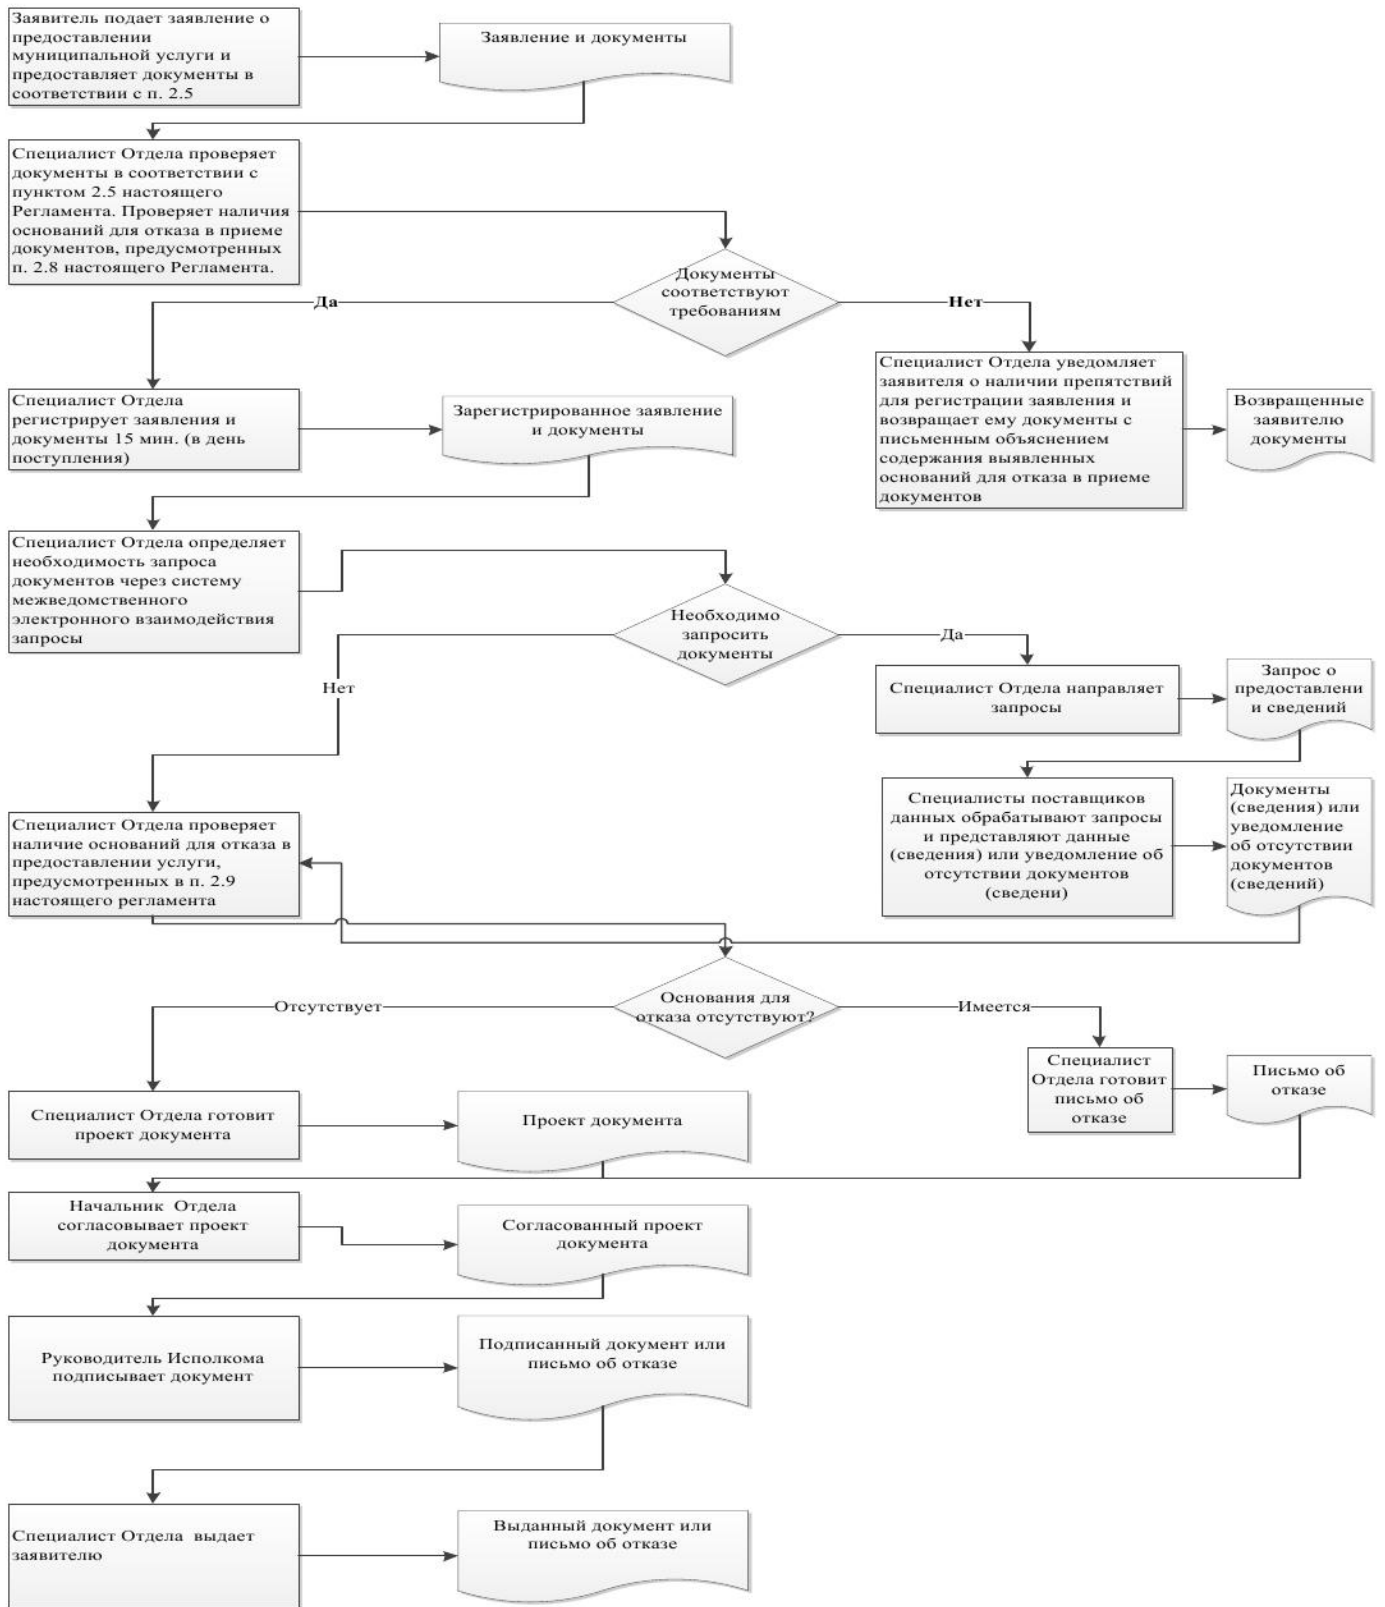 Заявитель подает заявление о
предоставлении
муниципальной услуги и
предоставляет документы в
соответствии с п. 2.5
Заявление и документы
Специалист Отдела проверяет
документы в соответствии с
пунктом 2.5 настоящего
Регламента. Проверяет наличия
оснований для отказа в приеме
документов, предусмотренных
п. 2.8 настоящего Регламента.
Документы
соответствуют
требованиям
Да
Нет
Специалист Отдела
регистрирует заявления и
документы 15 мин. (в день
поступления)
Зарегистрированное заявление
и документы
Специалист Отдела уведомляет
заявителя о наличии препятствий
для регистрации заявления и
возвращает ему документы с
письменным объяснением
содержания выявленных
оснований для отказа в приеме
документов
Возвращенные
заявителю
документы
Специалист Отдела определяет
необходимость запроса
документов через систему
межведомственного
электронного взаимодействия
запросы
Необходимо
запросить
документы
Да
Нет
Специалист Отдела направляет
запросы
Запрос о
предоставлени
и сведений
Специалисты поставщиков
данных обрабатывают запросы
и представляют данные
(сведения) или уведомление об
отсутствии документов
(сведени)
Документы
(сведения) или
уведомление
об отсутствии
документов
(сведений)
Специалист Отдела проверяет
наличие оснований для отказа в
предоставлении услуги,
предусмотренных в п. 2.9
настоящего регламента
Основания для
отказа отсутствуют?
Отсутствует
Имеется
Специалист
Отдела готовит
письмо об
отказе
Письмо об
отказе
Специалист Отдела готовит
проект документа
Проект документа
Начальник Отдела
согласовывает проект
документа
Согласованный проект
документа
Руководитель Исполкома
подписывает документ
Подписанный документ или
письмо об отказе
Специалист Отдела выдает
заявителю
Выданный документ или
письмо об отказе